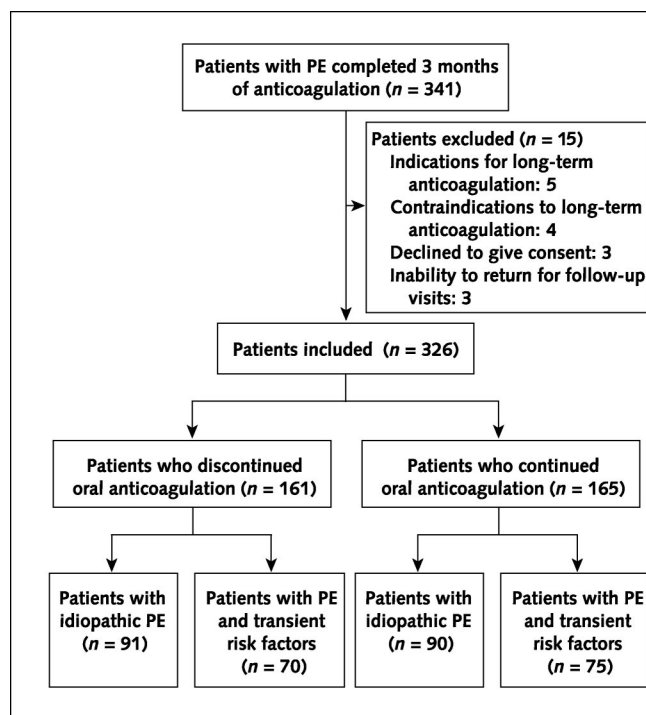 Patients with PE completed 3 months
of anticoagulation (n = 341)
Patients excluded (n = 15)
Indications for long-term
anticoagulation: 5
Contraindications to long-term
anticoagulation: 4
Declined to give consent: 3
Inability to return for follow-up
visits: 3
Patients included (n = 326)
Patients who discontinued
oral anticoagulation (n = 161)
Patients who continued
oral anticoagulation (n = 165)
Patients with
idiopathic PE
(n = 91)
Patients with PE
and transient
risk factors
(n = 70)
Patients with
idiopathic PE
(n = 90)
Patients with PE
and transient
risk factors
(n = 75)